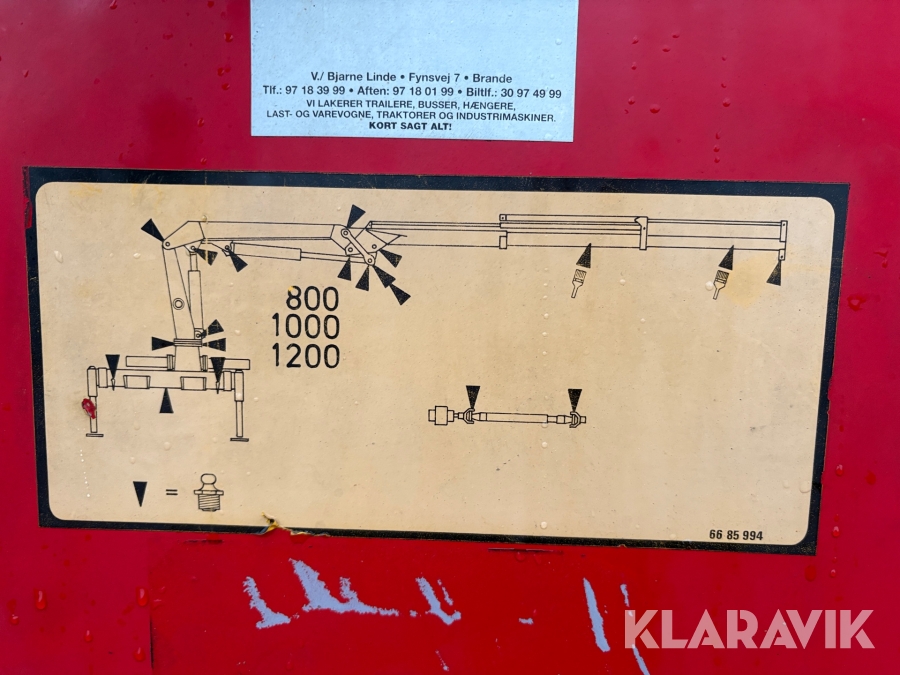 V./ Bjarne Linde • Fynsvej 7 • Brande
Tlf.: 97 18 39 99 • Aften: 97 18 01 99 • Biltlf.: 30 97 49 99
VI LAKERER TRAILERE, BUSSER, HÆNGERE,
LAST- OG VAREVOGNE, TRAKTORER OG INDUSTRIMASKINER.
KORT SAGT ALT!
800
1000
1200
=
66 85 994
KLARAVIK